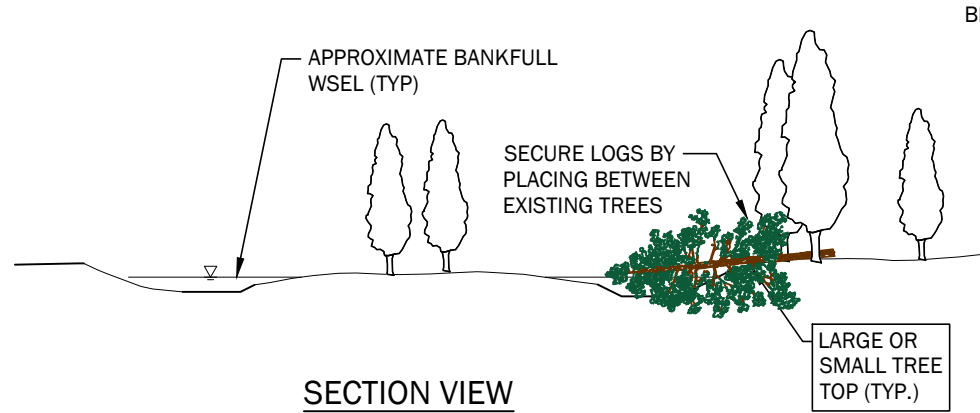 APPROXIMATE BANKFULL
WSEL (TYP)
SECURE LOGS BY
PLACING BETWEEN
EXISTING TREES
LARGE OR
SMALL TREE
TOP (TYP.)
SECTION VIEW